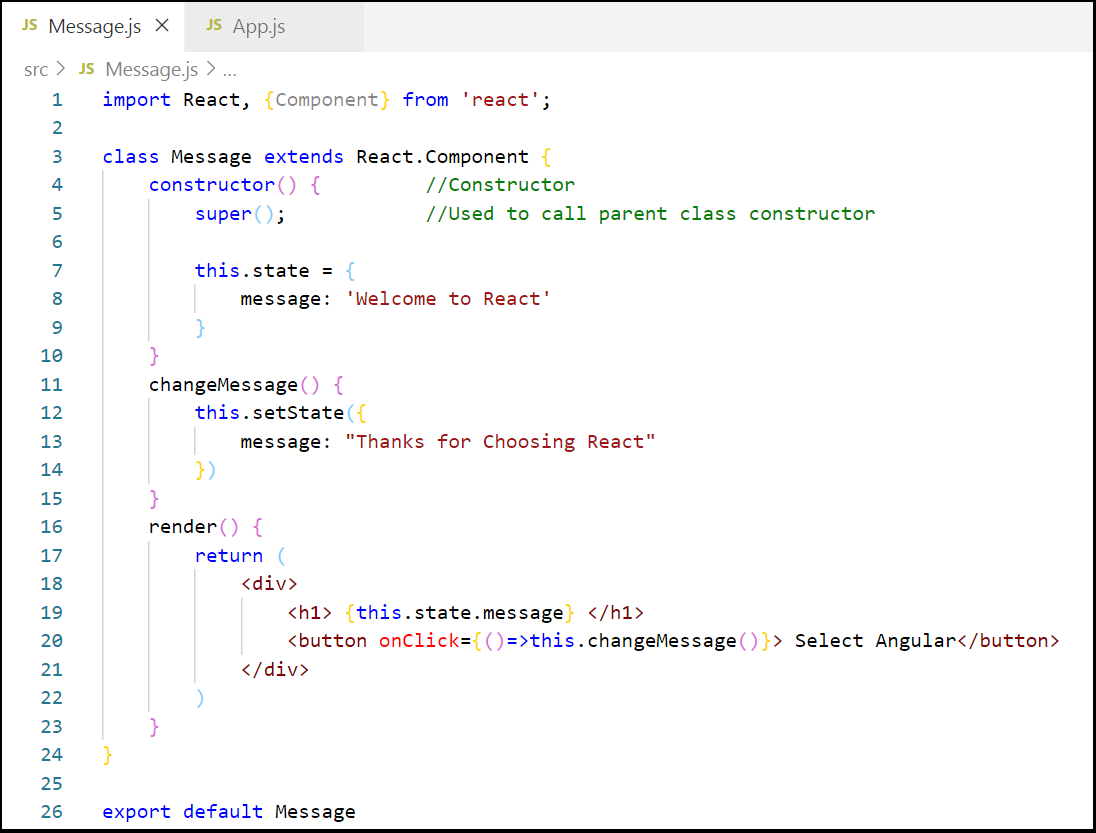 JS Message.js × JS App.js
src > JS Message.js > ...
1 import React, {Component} from 'react';
2
3 class Message extends React.Component {
4     constructor() {         //Constructor
5         super();            //Used to call parent class constructor
6
7         this.state = {
8             message: 'Welcome to React'
9         }
10     }
11     changeMessage() {
12         this.setState({
13             message: "Thanks for Choosing React"
14         })
15     }
16     render() {
17         return (
18             <div>
19                 <h1> {this.state.message} </h1>
20                 <button onClick={()=>this.changeMessage()}> Select Angular</button>
21             </div>
22         )
23     }
24 }
25
26 export default Message